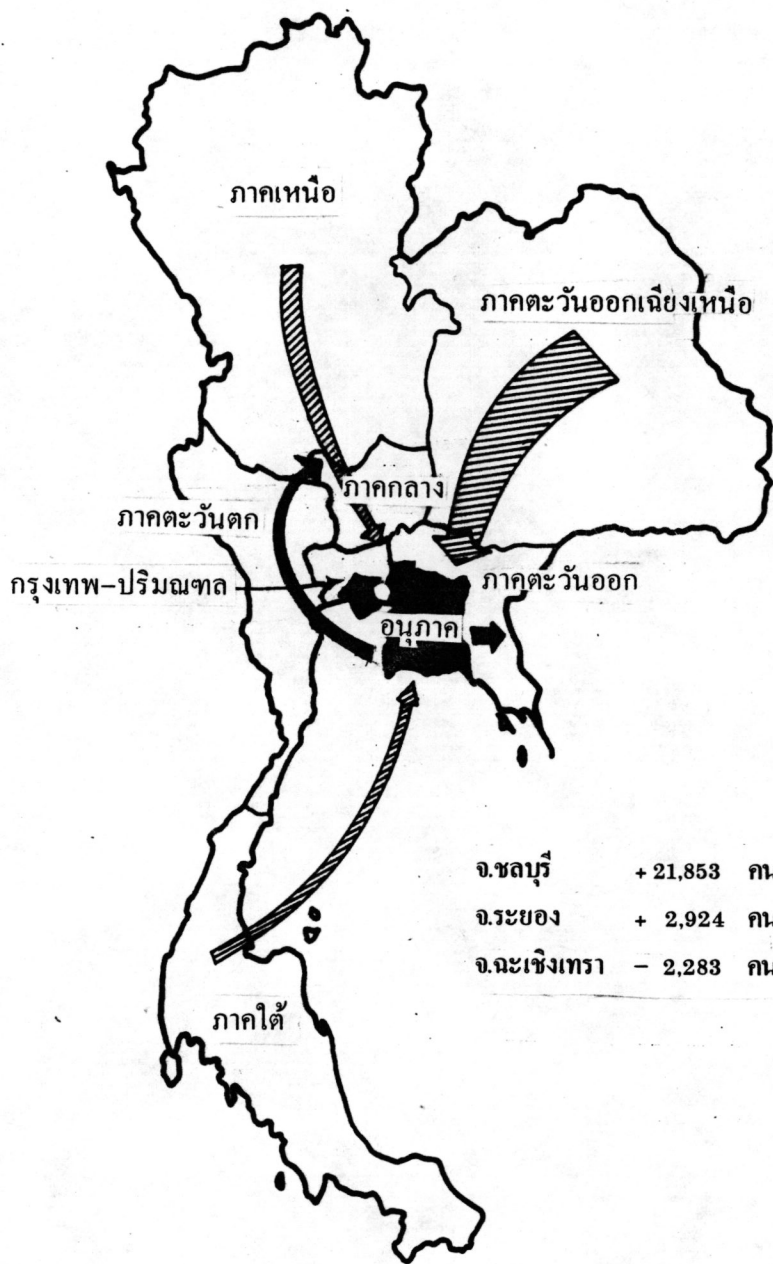 ภาคเหนือ
ภาคตะวันออกเฉียงเหนือ
ภาคกลาง
ภาคตะวันตก
กรุงเทพ-ปริมณฑล
ภาคตะวันออก
อนุภาค
จ.ชลบุรี + 21,853 คน
จ.ระยอง + 2,924 คน
จ.ฉะเชิงเทรา - 2,283 คน
ภาคใต้